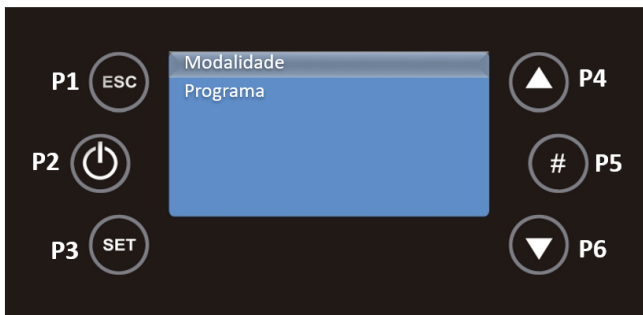 P1 ESC
Modalidade
Programa
P4
P2
# P5
P3 SET
P6